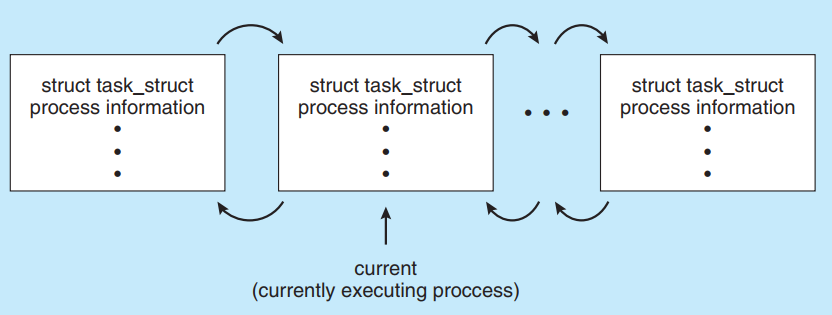 struct task_struct
process information
•
•
•
struct task_struct
process information
•
•
•
• • •
struct task_struct
process information
•
•
•
current
(currently executing proccess)